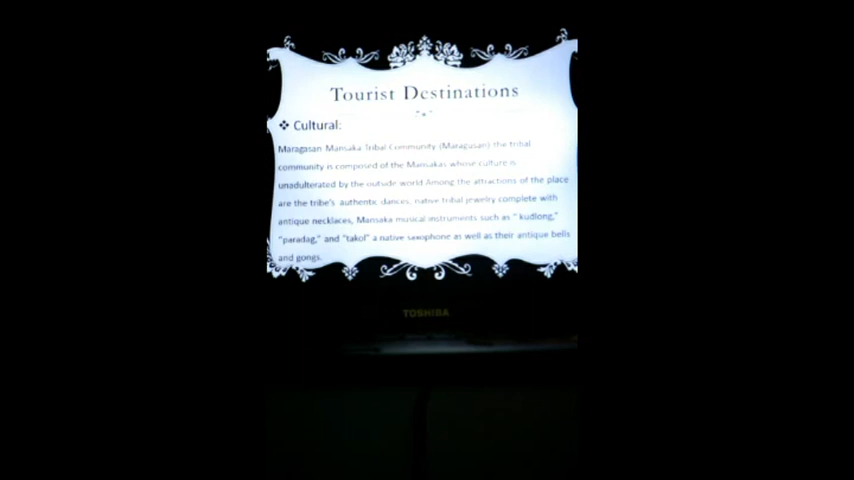 Tourist Destinations
❖ Cultural:
Maragasan Mansaka Tribal Community (Maragusan) the tribal
community is composed of the Mansakas whose culture is
unadulterated by the outside world Among the attractions of the place
are the tribe's authentic dances, native tribal jewelry complete with
antique necklaces, Mansaka musical instruments such as " kudlong,"
"paradag," and "takol" a native saxophone as well as their antique bells
and gongs.
TOSHIBA